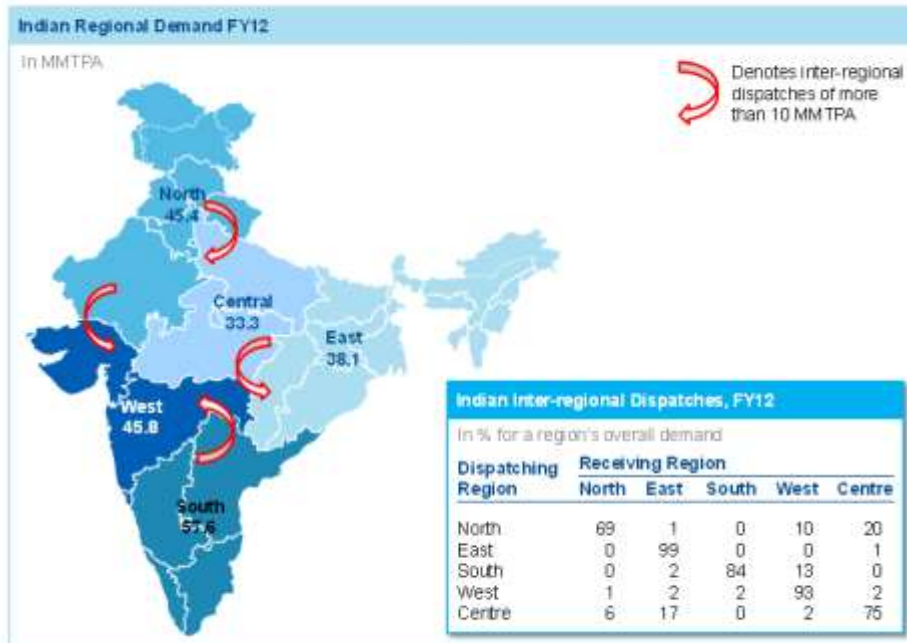 Indian Regional Demand FY12
In MMTPA
Denotes inter-regional
dispatches of more
than 10 MMTPA
North
45.4
Central
33.3
East
38.1
West
45.8
South
57.6
Indian Inter-regional Dispatches, FY12
In % for a region's overall demand
Dispatching Region Receiving Region
North East South West Centre
North 69 1 0 10 20
East 0 99 0 0 1
South 0 2 84 13 0
West 1 2 2 93 2
Centre 6 17 0 2 75